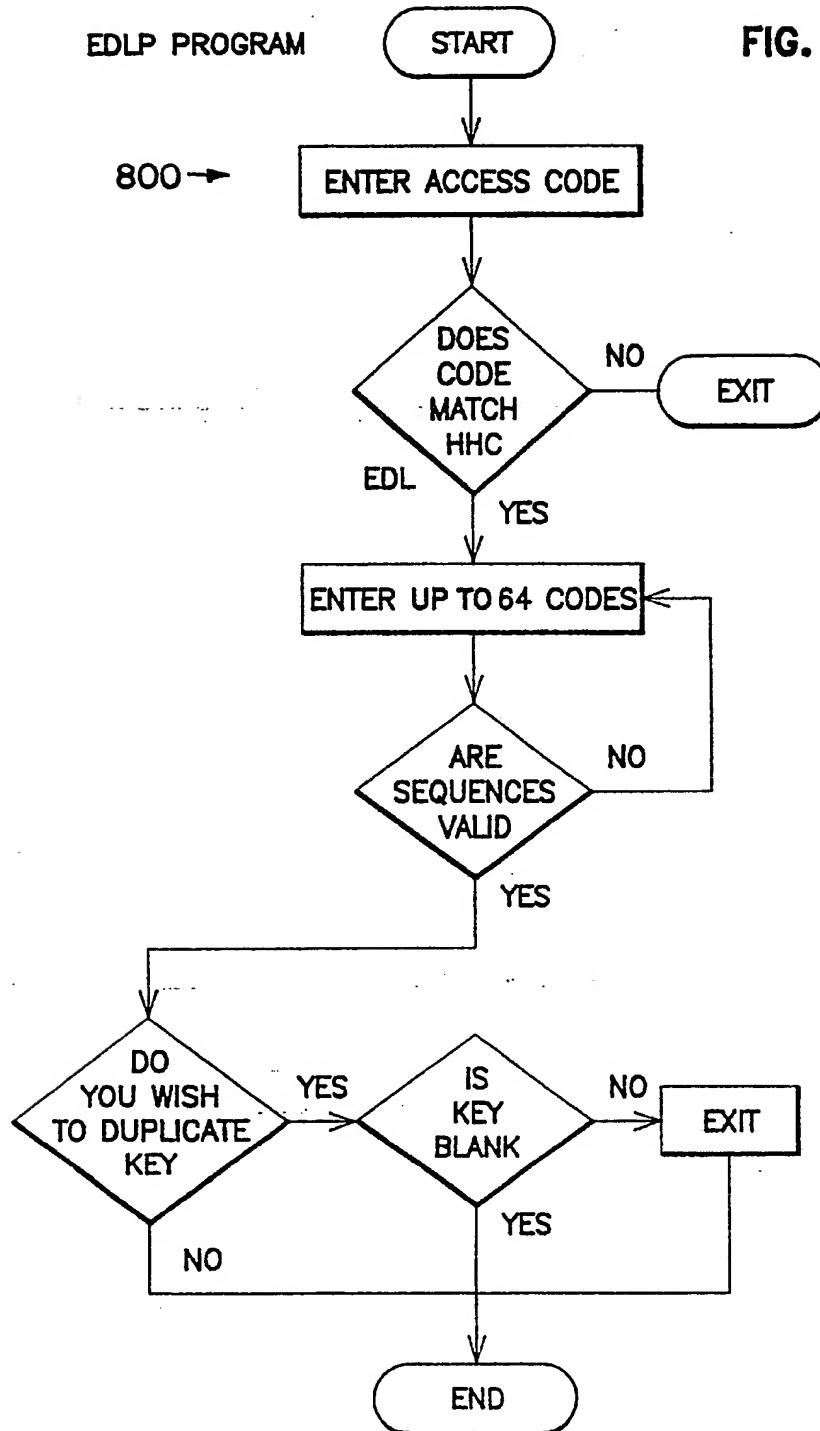 EDLP PROGRAM
START
FIG.
800
ENTER ACCESS CODE
DOES
CODE
MATCH
HHC
NO
EXIT
EDL
YES
ENTER UP TO 64 CODES
ARE
SEQUENCES
VALID
NO
YES
DO
YOU WISH
TO DUPLICATE
KEY
YES
IS
KEY
BLANK
NO
EXIT
NO
YES
END